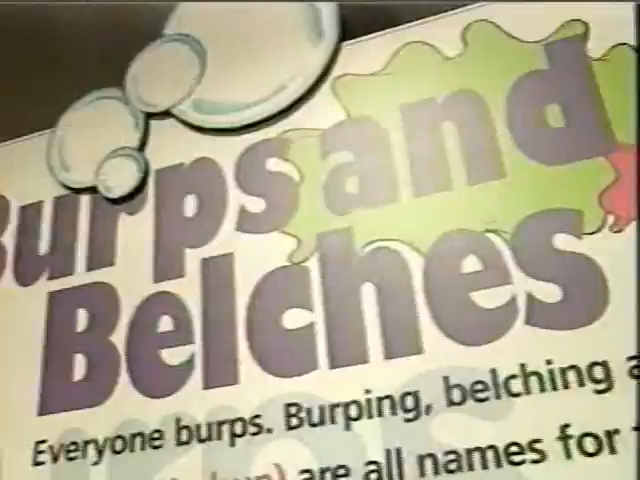 Burps and
Belches
Everyone burps. Burping, belching
are all names for